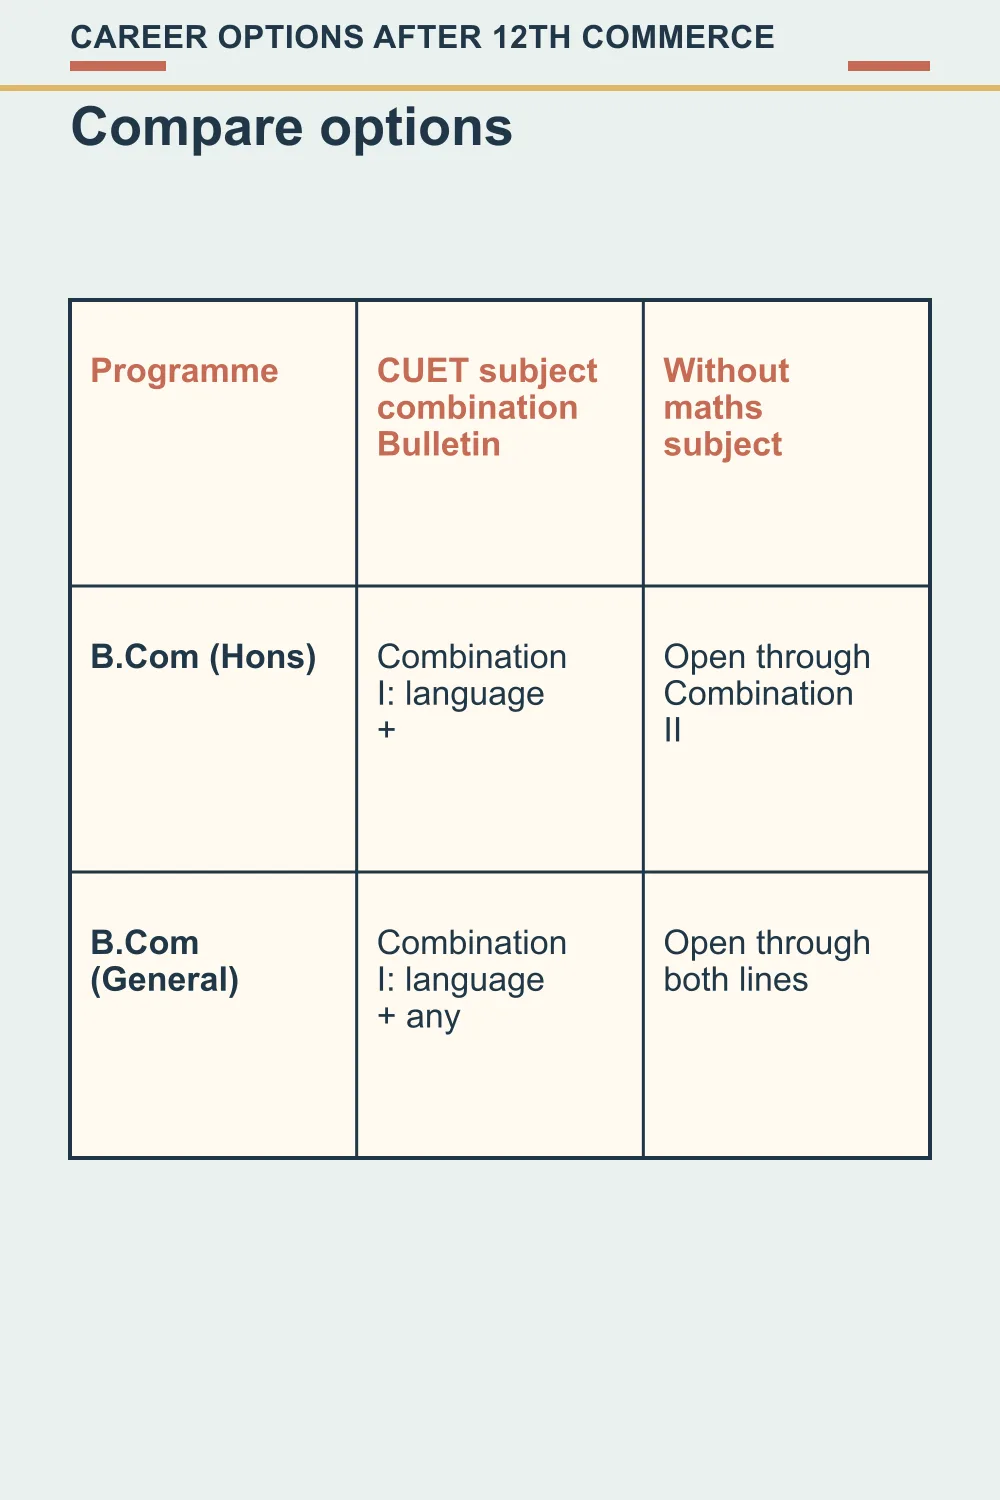 CAREER OPTIONS AFTER 12TH COMMERCE
Compare options
Programme
CUET subject
combination
Bulletin
Without
maths
subject
B.Com (Hons)
Combination
I: language
+
Open through
Combination
II
B.Com
(General)
Combination
I: language
+ any
Open through
both lines